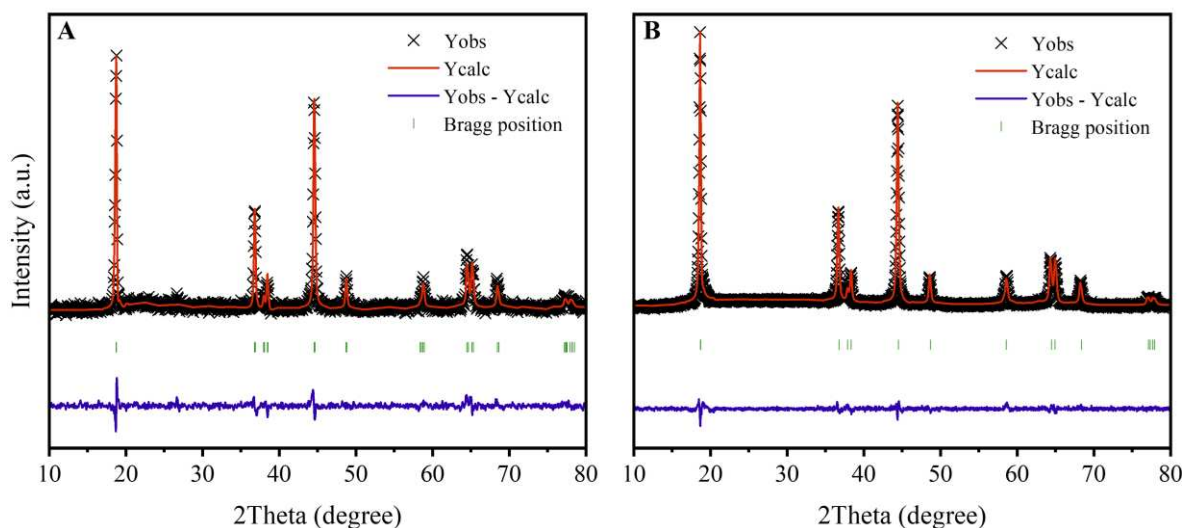 A
Yobs
Ycalc
Yobs - Ycalc
Bragg position
Intensity (a.u.)
10 20 30 40 50 60 70 80
2Theta (degree)
B
Yobs
Ycalc
Yobs - Ycalc
Bragg position
10 20 30 40 50 60 70 80
2Theta (degree)